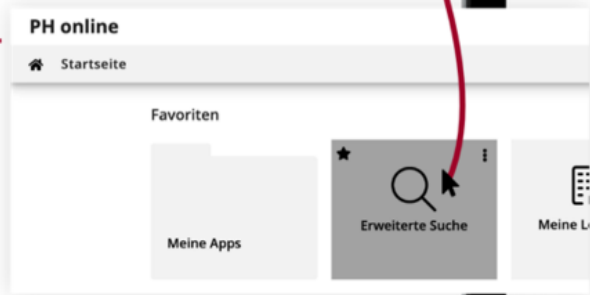 PH online
Startseite
Favoriten
Meine Apps
Erweiterte Suche
Meine